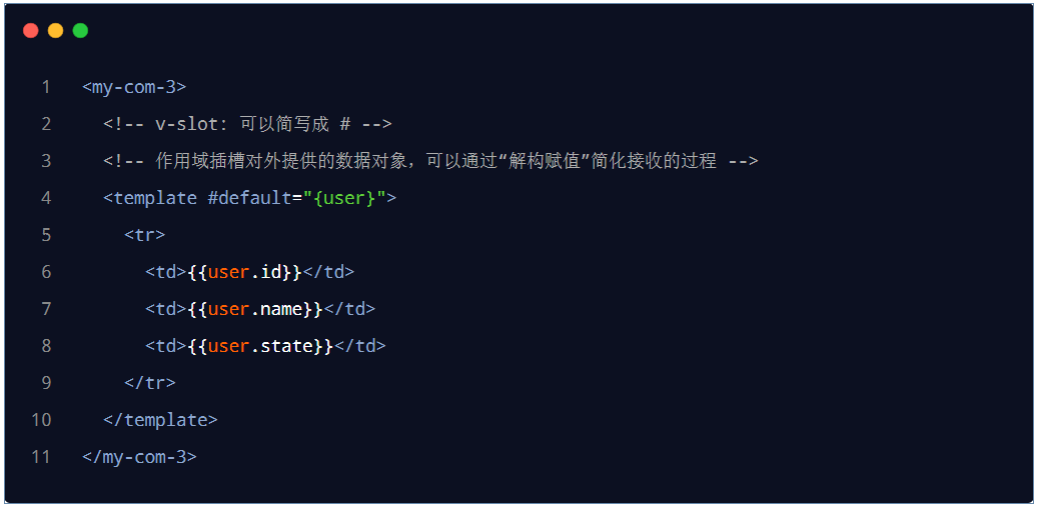 1 <my-com-3>
2 <!-- v-slot: 可以简写成 # -->
3 <!-- 作用域插槽对外提供的数据对象，可以通过“解构赋值”简化接收的过程 -->
4 <template #default="{user}">
5 <tr>
6 <td>{{user.id}}</td>
7 <td>{{user.name}}</td>
8 <td>{{user.state}}</td>
9 </tr>
10 </template>
11 </my-com-3>